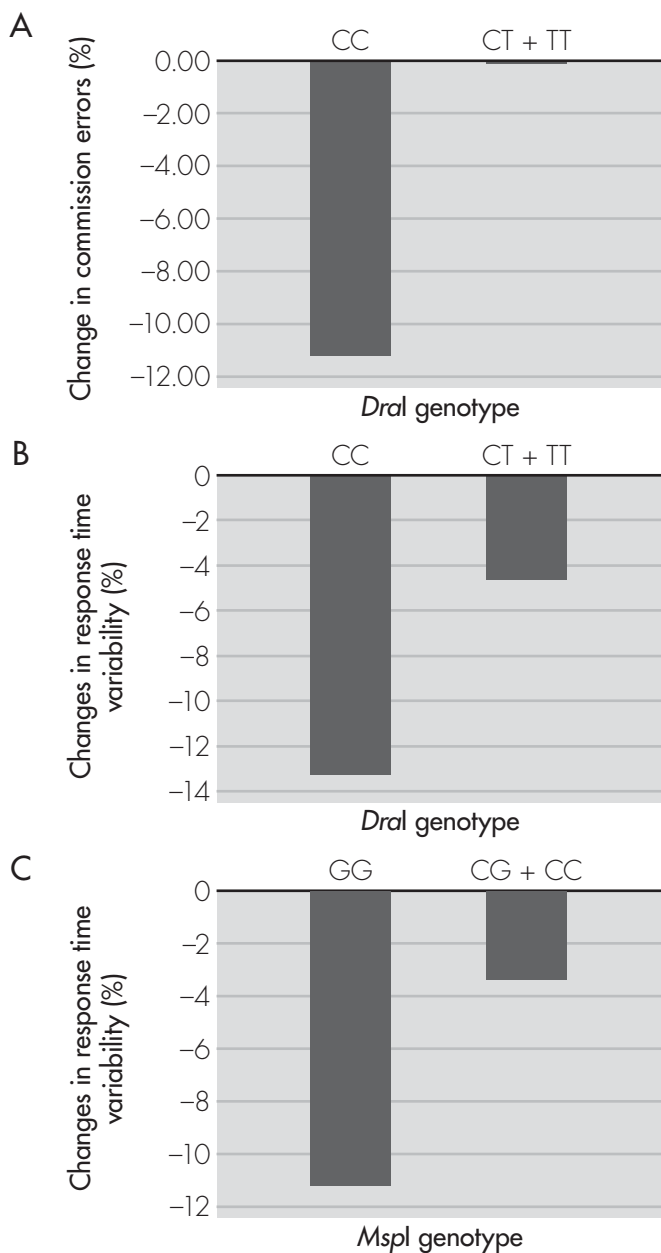 A
CC CT + TT
Change in commission errors (%)
0.00
–2.00
–4.00
–6.00
–8.00
–10.00
–12.00
DraI genotype
B
CC CT + TT
Changes in response time
variability (%)
0
–2
–4
–6
–8
–10
–12
–14
DraI genotype
C
GG CG + CC
Changes in response time
variability (%)
0
–2
–4
–6
–8
–10
–12
MspI genotype